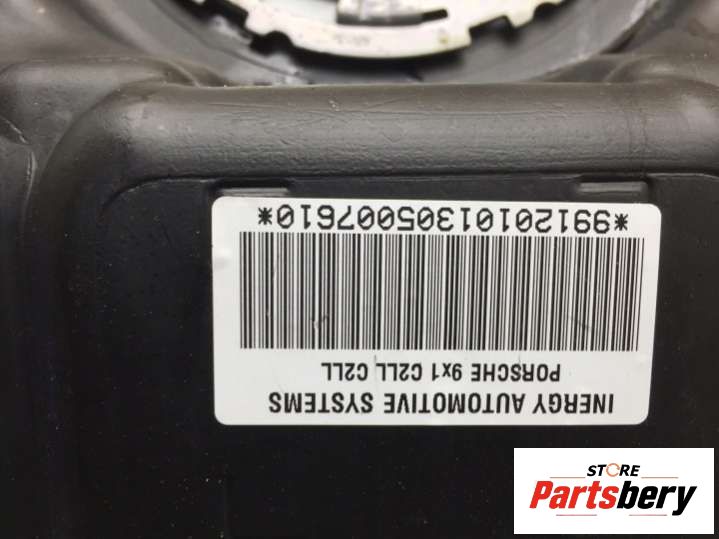 INERGY AUTOMOTIVE SYSTEMS
PORSCHE 9x1 C2LL C2LL
*99120101305007610*
STORE
Partsbery